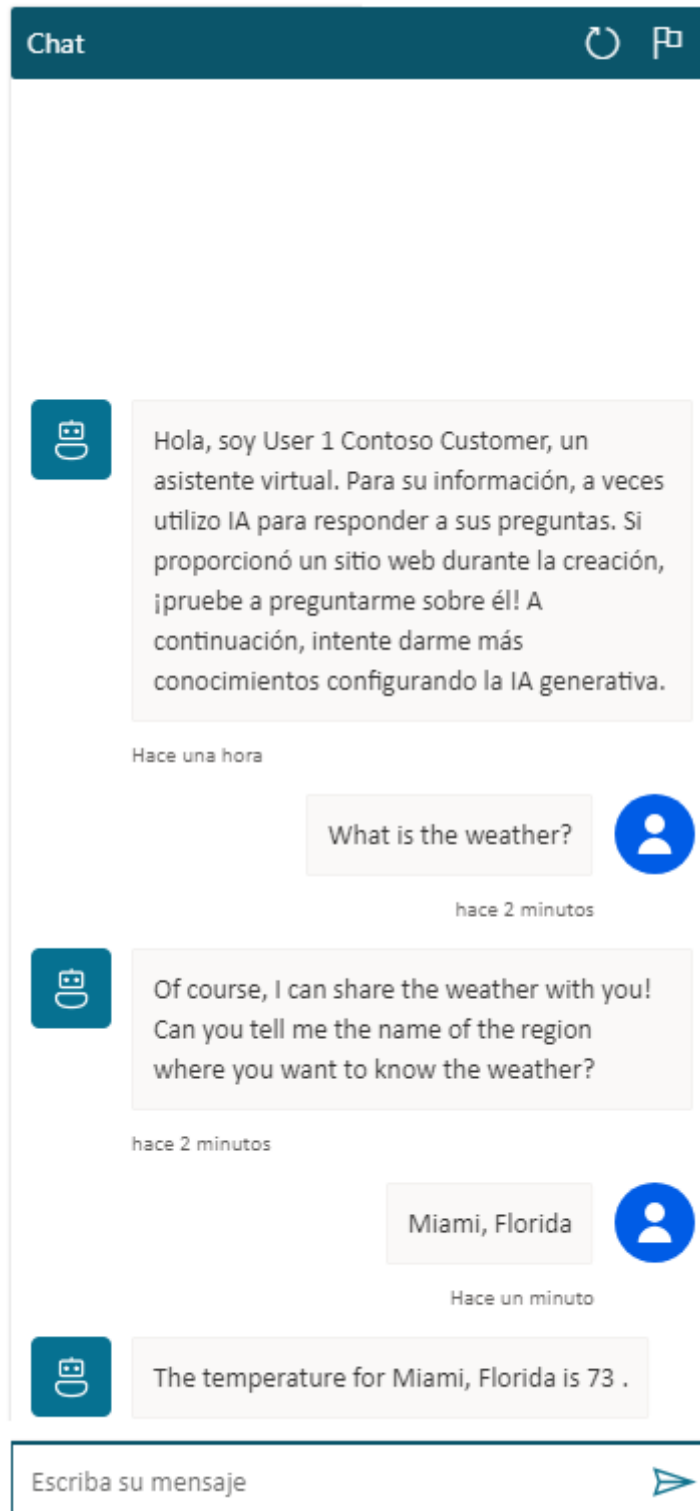 Chat
Hola, soy User 1 Contoso Customer, un
asistente virtual. Para su información, a veces
utilizo IA para responder a sus preguntas. Si
proporcionó un sitio web durante la creación,
¡pruebe a preguntarme sobre él! A
continuación, intente darme más
conocimientos configurando la IA generativa.
Hace una hora
What is the weather?
hace 2 minutos
Of course, I can share the weather with you!
Can you tell me the name of the region
where you want to know the weather?
hace 2 minutos
Miami, Florida
Hace un minuto
The temperature for Miami, Florida is 73 .
Escriba su mensaje